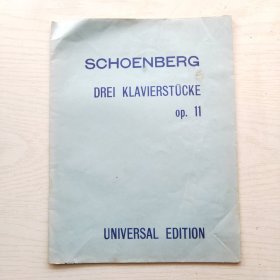 SCHOENBERG
DREI KLAVIERSTÜCKE
op. 11
UNIVERSAL EDITION